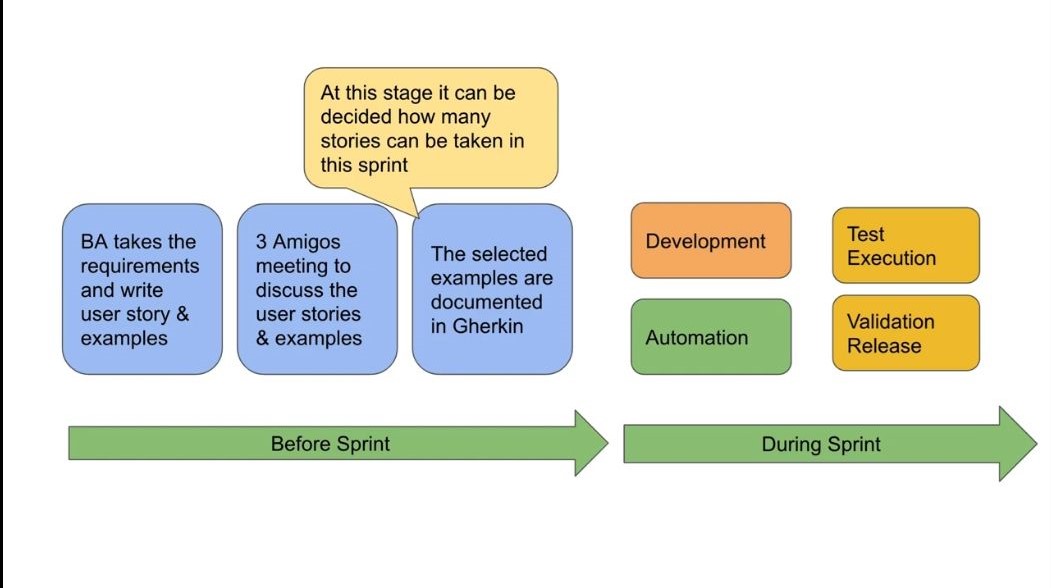 At this stage it can be
decided how many
stories can be taken in
this sprint
BA takes the
requirements
and write
user story &
examples
3 Amigos
meeting to
discuss the
user stories
& examples
The selected
examples are
documented
in Gherkin
Development
Automation
Test
Execution
Validation
Release
Before Sprint
During Sprint